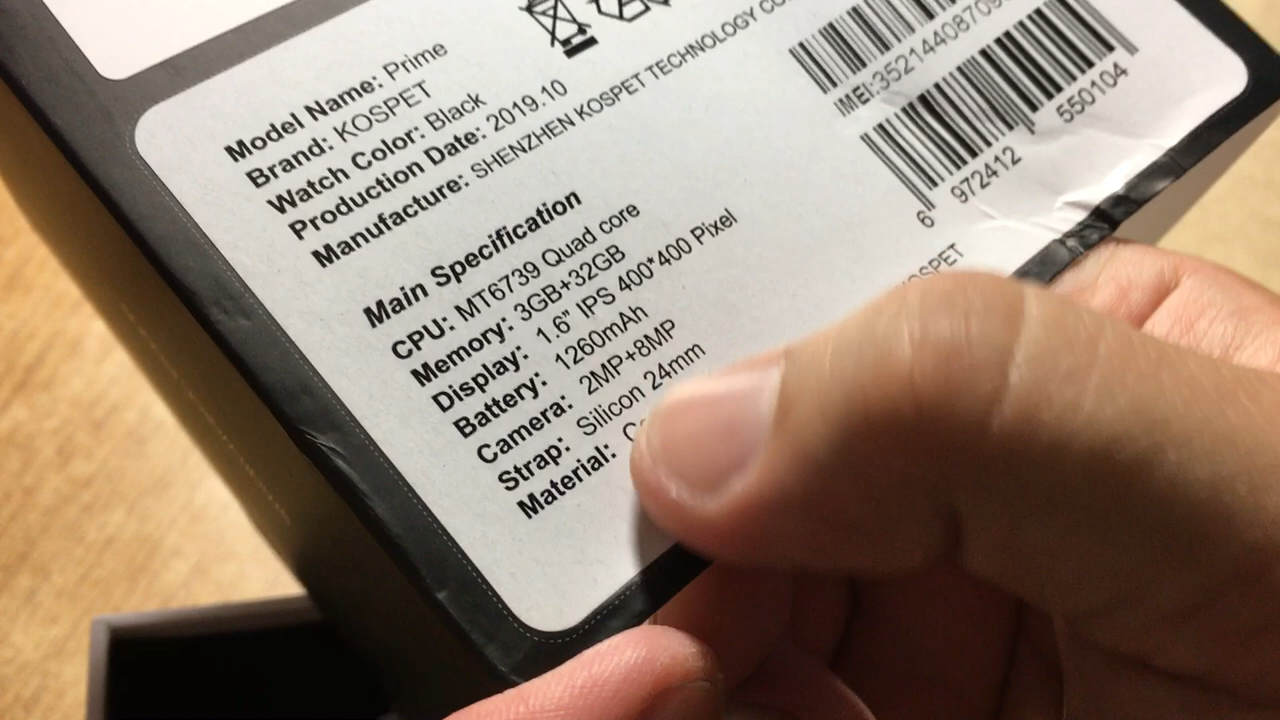 Model Name: Prime
Brand: KOSPET
Watch Color: Black
Production Date: 2019.10
Manufacture: SHENZHEN KOSPET TECHNOLOGY
Main Specification
CPU: MT6739 Quad core
Memory: 3GB+32GB
Display: 1.6" IPS 400*400 Pixel
Battery: 1260mAh
Camera: 2MP+8MP
Strap: Silicon 24mm
Material:
IMEI:35214408709
6 972412 550104